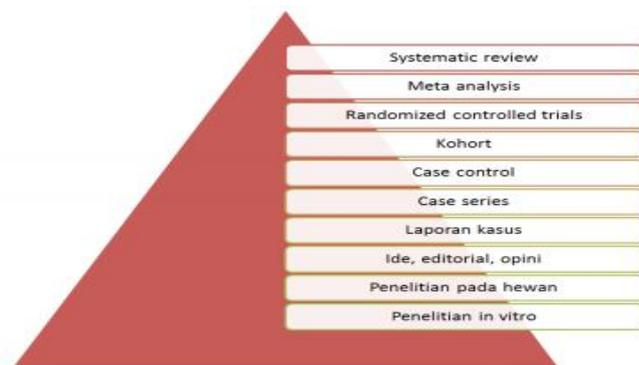 Systematic review
Meta analysis
Randomized controlled trials
Kohort
Case control
Case series
Laporan kasus
Ide, editorial, opini
Penelitian pada hewan
Penelitian in vitro